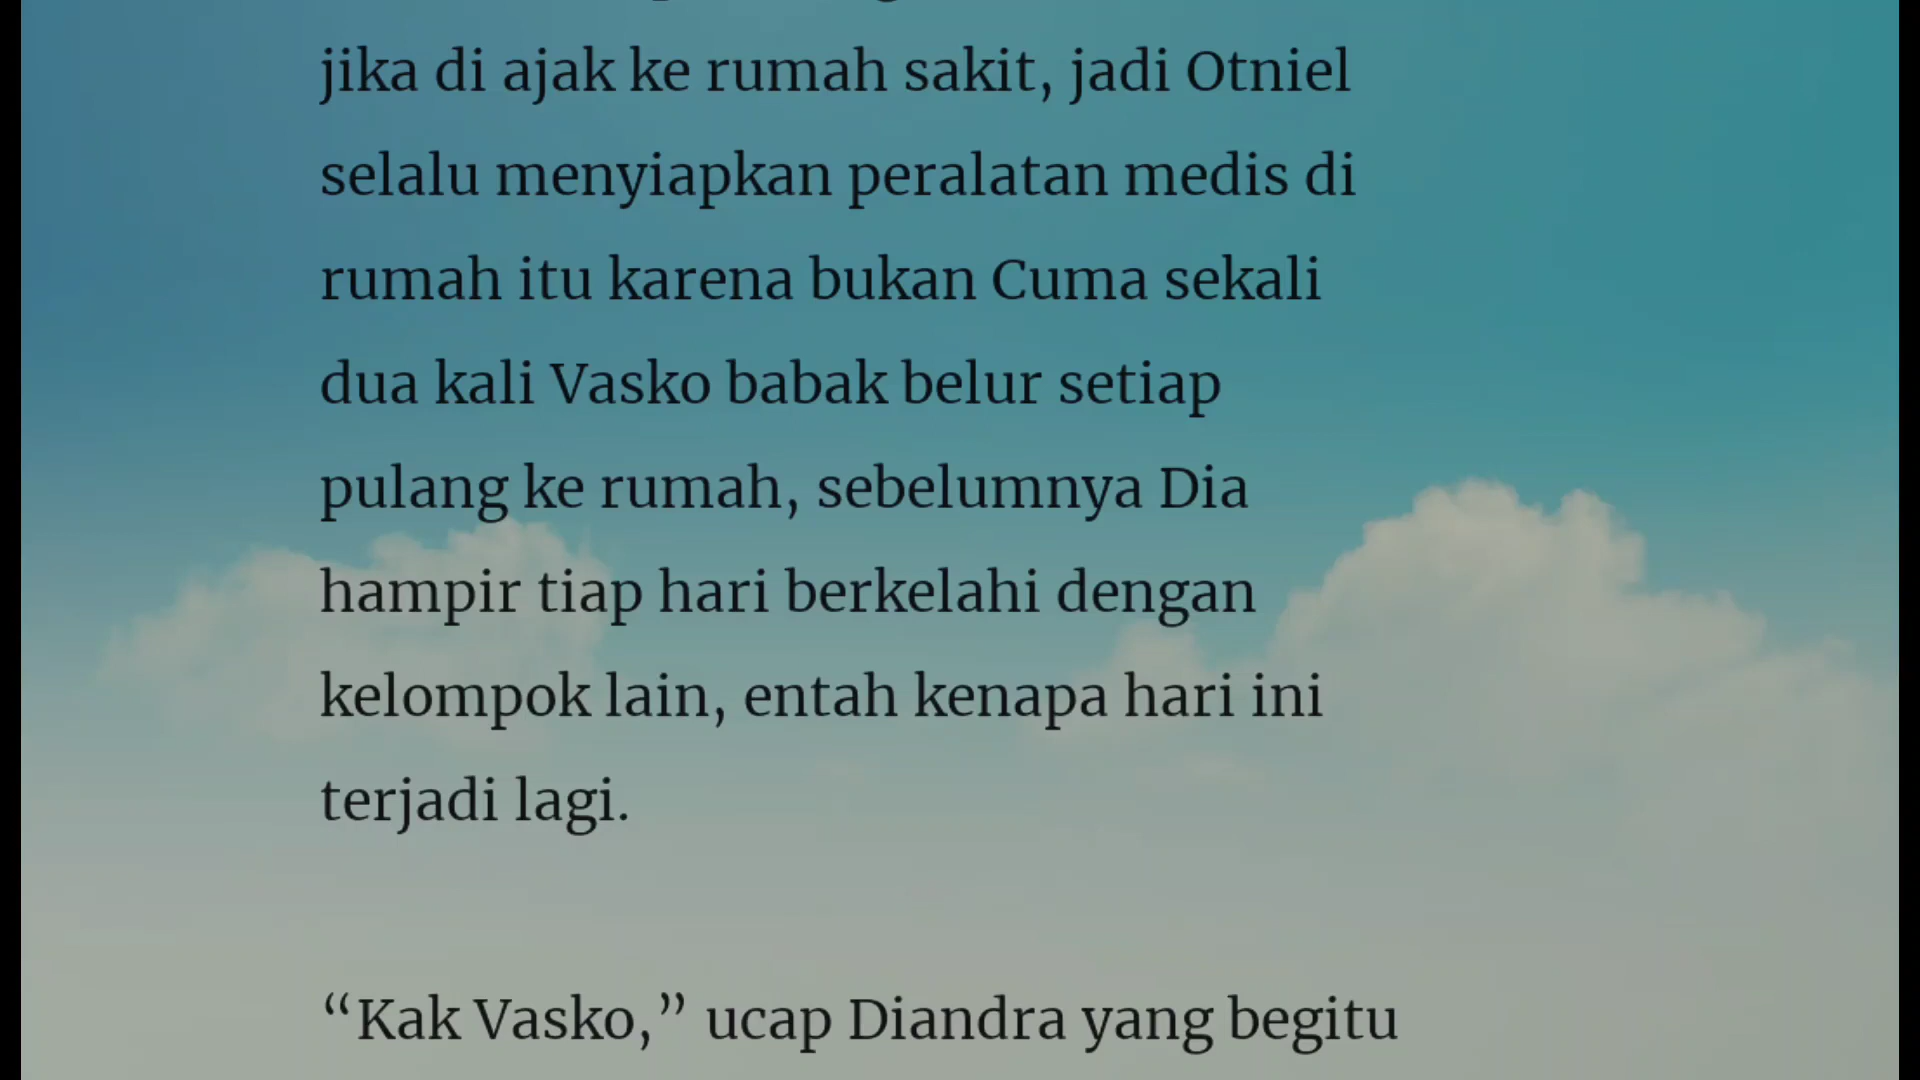 jika di ajak ke rumah sakit, jadi Otniel
selalu menyiapkan peralatan medis di
rumah itu karena bukan Cuma sekali
dua kali Vasko babak belur setiap
pulang ke rumah, sebelumnya Dia
hampir tiap hari berkelahi dengan
kelompok lain, entah kenapa hari ini
terjadi lagi.
“Kak Vasko,” ucap Diandra yang begitu